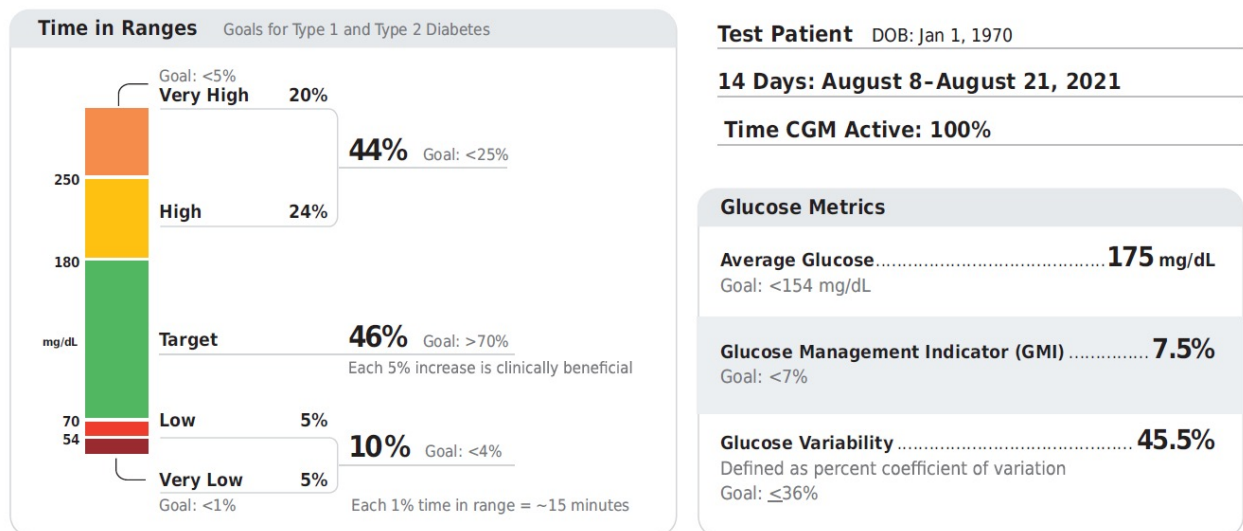 Time in Ranges Goals for Type 1 and Type 2 Diabetes
Goal: <5%
Very High 20%
44% Goal: <25%
250
High 24%
180
mg/dL
Target 46% Goal: >70%
Each 5% increase is clinically beneficial
70
Low 5%
54
10% Goal: <4%
Very Low 5%
Goal: <1%
Each 1% time in range = ~15 minutes
Test Patient DOB: Jan 1, 1970
14 Days: August 8–August 21, 2021
Time CGM Active: 100%
Glucose Metrics
Average Glucose..........................................175 mg/dL
Goal: <154 mg/dL
Glucose Management Indicator (GMI)...............7.5%
Goal: <7%
Glucose Variability............................................45.5%
Defined as percent coefficient of variation
Goal: ≤36%